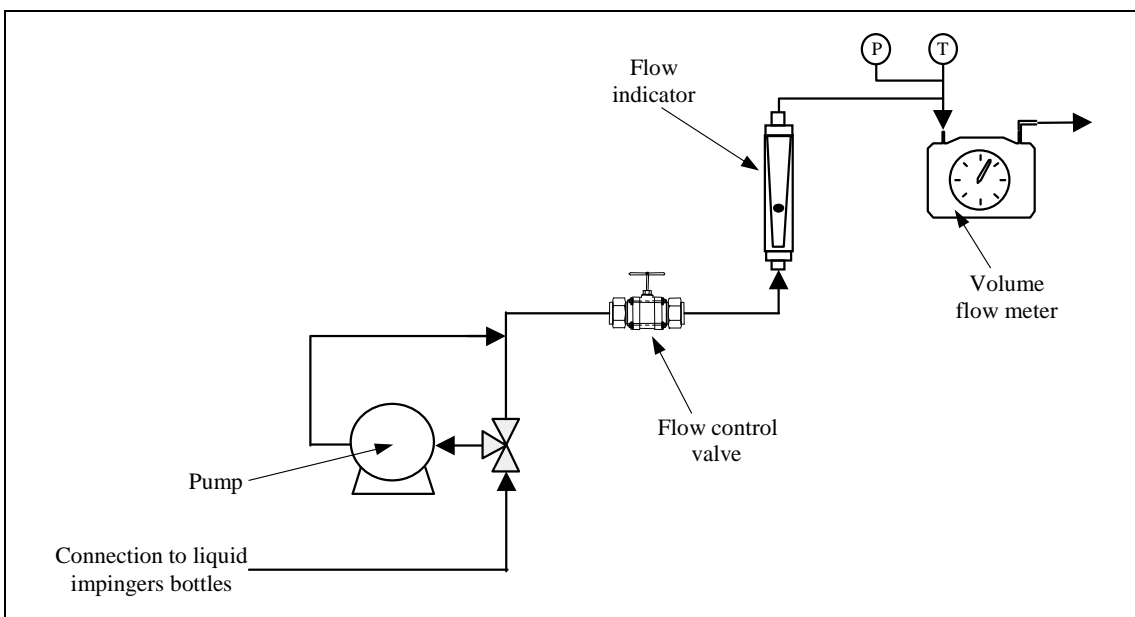 P
T
Flow
indicator
Volume
flow meter
Flow control
valve
Pump
Connection to liquid
impingers bottles